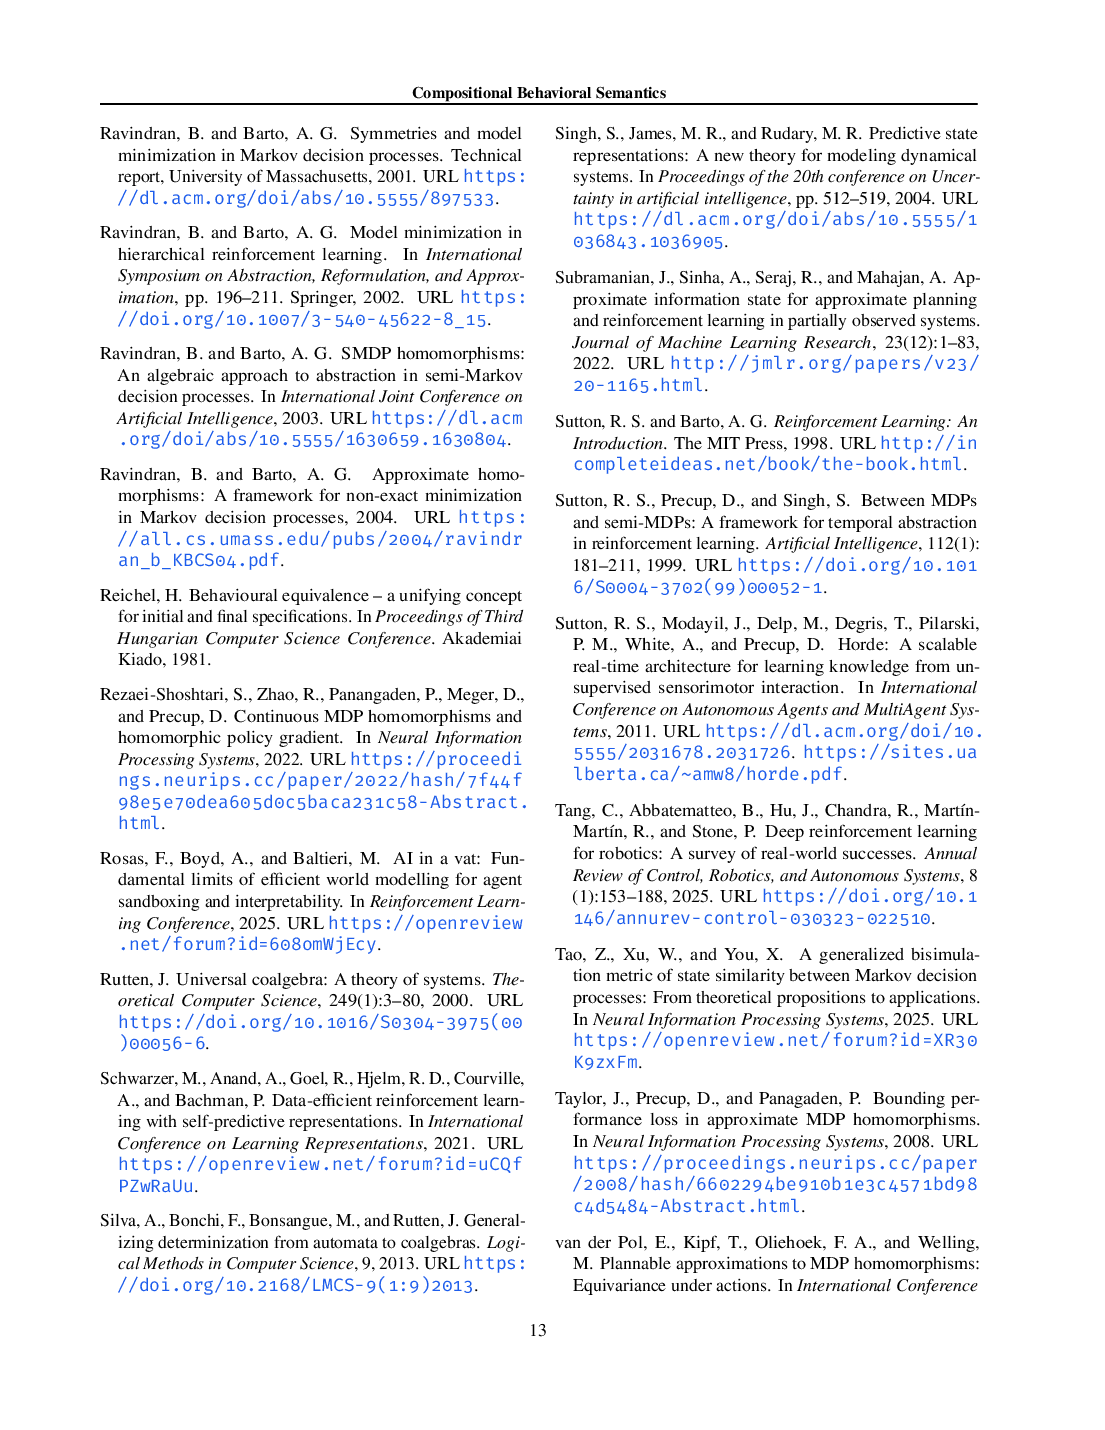 Compositional Behavioral Semantics
Ravindran, B. and Barto, A. G. Symmetries and model
minimization in Markov decision processes. Technical
report, University of Massachusetts, 2001. URL https:
//dl.acm.org/doi/abs/10.5555/897533.
Ravindran, B. and Barto, A. G. Model minimization in
hierarchical reinforcement learning. In International
Symposium on Abstraction, Reformulation, and Approx-
imation, pp. 196–211. Springer, 2002. URL https:
//doi.org/10.1007/3-540-45622-8_15.
Ravindran, B. and Barto, A. G. SMDP homomorphisms:
An algebraic approach to abstraction in semi-Markov
decision processes. In International Joint Conference on
Artificial Intelligence, 2003. URL https://dl.acm
.org/doi/abs/10.5555/1630659.1630804.
Ravindran, B. and Barto, A. G. Approximate homo-
morphisms: A framework for non-exact minimization
in Markov decision processes, 2004. URL https:
//all.cs.umass.edu/pubs/2004/ravindr
an_b_KBCS04.pdf.
Reichel, H. Behavioural equivalence – a unifying concept
for initial and final specifications. In Proceedings of Third
Hungarian Computer Science Conference. Akademiai
Kiado, 1981.
Rezaei-Shoshtari, S., Zhao, R., Panangaden, P., Meger, D.,
and Precup, D. Continuous MDP homomorphisms and
homomorphic policy gradient. In Neural Information
Processing Systems, 2022. URL https://proceedi
ngs.neurips.cc/paper/2022/hash/7f44f
98e5e70dea605d0c5baca231c58-Abstract.
html.
Rosas, F., Boyd, A., and Baltieri, M. AI in a vat: Fun-
damental limits of efficient world modelling for agent
sandboxing and interpretability. In Reinforcement Learn-
ing Conference, 2025. URL https://openreview
.net/forum?id=608omWjEcy.
Rutten, J. Universal coalgebra: A theory of systems. The-
oretical Computer Science, 249(1):3–80, 2000. URL
https://doi.org/10.1016/S0304-3975(00
)00056-6.
Schwarzer, M., Anand, A., Goel, R., Hjelm, R. D., Courville,
A., and Bachman, P. Data-efficient reinforcement learn-
ing with self-predictive representations. In International
Conference on Learning Representations, 2021. URL
https://openreview.net/forum?id=uCQf
PZwRaUu.
Silva, A., Bonchi, F., Bonsangue, M., and Rutten, J. General-
izing determinization from automata to coalgebras. Logi-
cal Methods in Computer Science, 9, 2013. URL https:
//doi.org/10.2168/LMCS-9(1:9)2013.
Singh, S., James, M. R., and Rudary, M. R. Predictive state
representations: A new theory for modeling dynamical
systems. In Proceedings of the 20th conference on Uncer-
tainty in artificial intelligence, pp. 512–519, 2004. URL
https://dl.acm.org/doi/abs/10.5555/1
036843.1036905.
Subramanian, J., Sinha, A., Seraj, R., and Mahajan, A. Ap-
proximate information state for approximate planning
and reinforcement learning in partially observed systems.
Journal of Machine Learning Research, 23(12):1–83,
2022. URL http://jmlr.org/papers/v23/
20-1165.html.
Sutton, R. S. and Barto, A. G. Reinforcement Learning: An
Introduction. The MIT Press, 1998. URL http://in
completeideas.net/book/the-book.html.
Sutton, R. S., Precup, D., and Singh, S. Between MDPs
and semi-MDPs: A framework for temporal abstraction
in reinforcement learning. Artificial Intelligence, 112(1):
181–211, 1999. URL https://doi.org/10.101
6/S0004-3702(99)00052-1.
Sutton, R. S., Modayil, J., Delp, M., Degris, T., Pilarski,
P. M., White, A., and Precup, D. Horde: A scalable
real-time architecture for learning knowledge from un-
supervised sensorimotor interaction. In International
Conference on Autonomous Agents and MultiAgent Sys-
tems, 2011. URL https://dl.acm.org/doi/10.
5555/2031678.2031726. https://sites.ua
lberta.ca/~amw8/horde.pdf.
Tang, C., Abbatematteo, B., Hu, J., Chandra, R., Martín-
Martín, R., and Stone, P. Deep reinforcement learning
for robotics: A survey of real-world successes. Annual
Review of Control, Robotics, and Autonomous Systems, 8
(1):153–188, 2025. URL https://doi.org/10.1
146/annurev-control-030323-022510.
Tao, Z., Xu, W., and You, X. A generalized bisimula-
tion metric of state similarity between Markov decision
processes: From theoretical propositions to applications.
In Neural Information Processing Systems, 2025. URL
https://openreview.net/forum?id=XR30
K9zxFm.
Taylor, J., Precup, D., and Panagaden, P. Bounding per-
formance loss in approximate MDP homomorphisms.
In Neural Information Processing Systems, 2008. URL
https://proceedings.neurips.cc/paper
/2008/hash/6602294be910b1e3c4571bd98
c4d5484-Abstract.html.
van der Pol, E., Kipf, T., Oliehoek, F. A., and Welling,
M. Plannable approximations to MDP homomorphisms:
Equivariance under actions. In International Conference
13